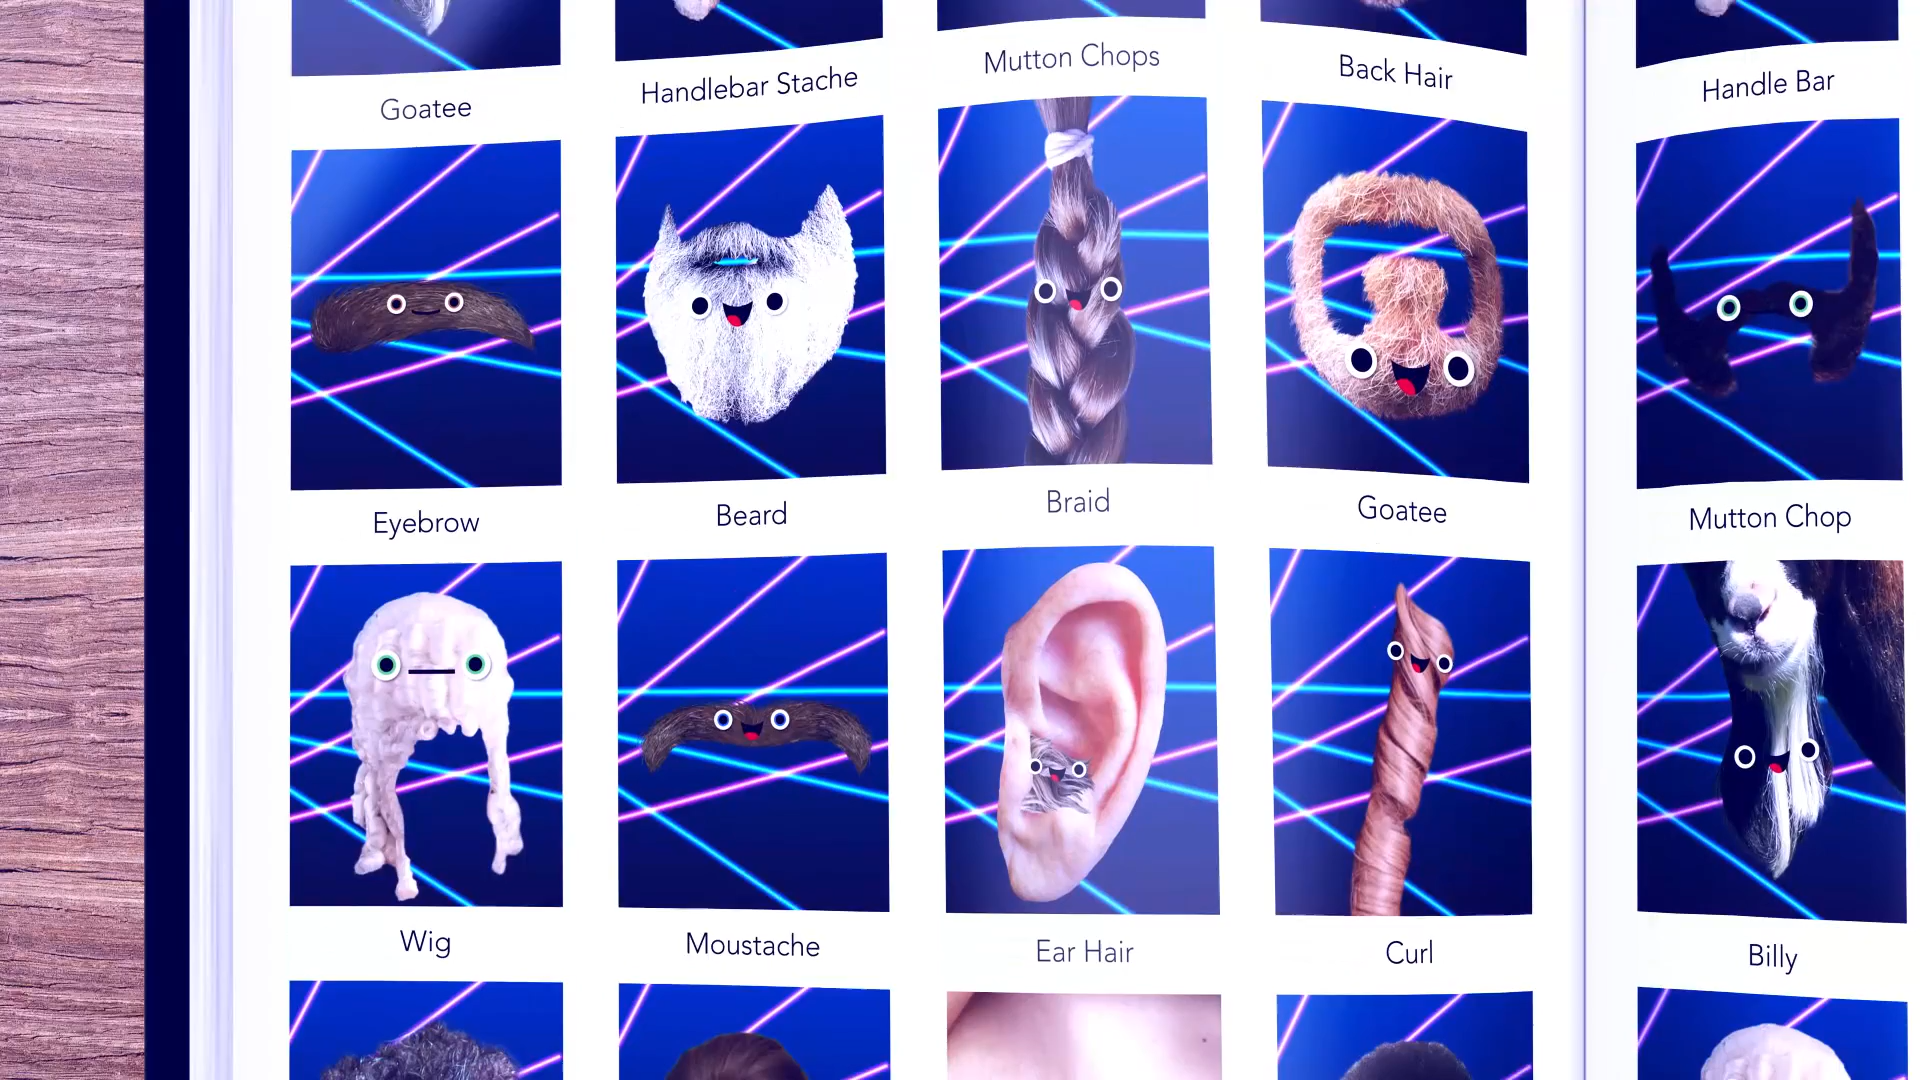 Goatee
Handlebar Stache
Mutton Chops
Back Hair
Handle Bar
Eyebrow
Beard
Braid
Goatee
Mutton Chop
Wig
Moustache
Ear Hair
Curl
Billy